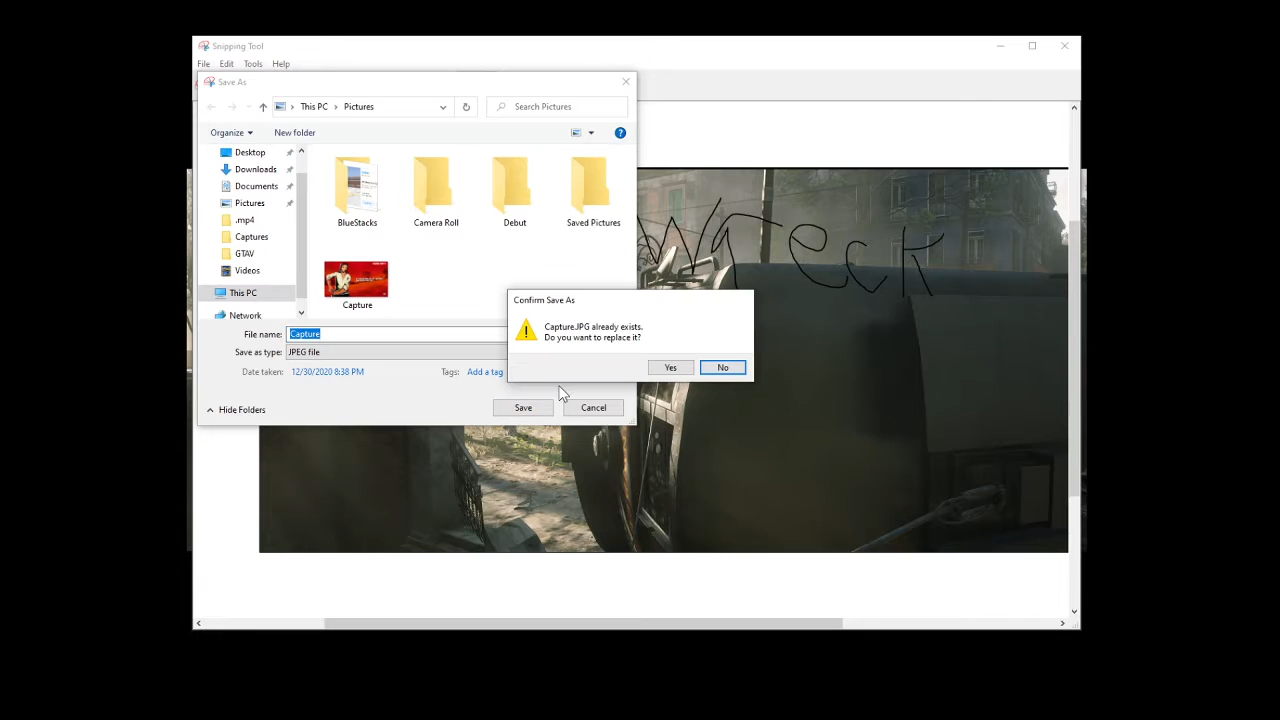 Snipping Tool
File Edit Tools Help
Save As
This PC Pictures
Search Pictures
Organize New folder
Desktop
Downloads
Documents
Pictures
.mp4
Captures
GTAV
Videos
This PC
Network
BlueStacks Camera Roll Debut Saved Pictures
Capture
Wreck
Confirm Save As
Capture.JPG already exists.
Do you want to replace it?
Yes No
File name: Capture
Save as type: JPEG file
Date taken: 12/30/2020 8:38 PM Tags: Add a tag
Hide Folders Save Cancel